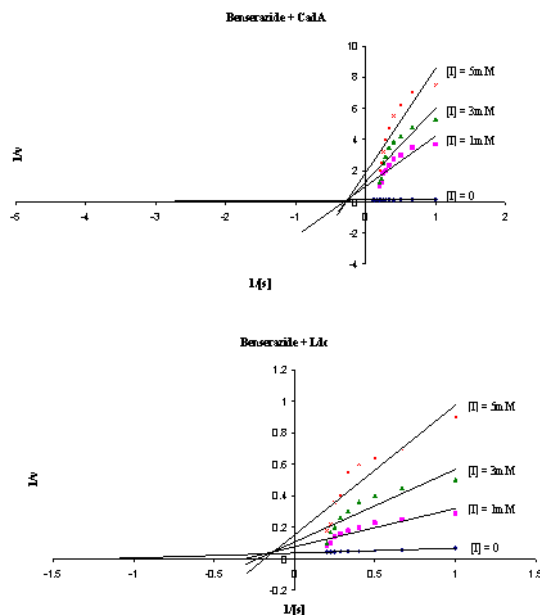 Benserazide + CadA
10
[I] = 5mM
8
6
[I] = 3mM
1/v
4
[I] = 1mM
2
[I] = 0
0
-5 -4 -3 -2 -1 0 1 2
-2
-4
1/[s]
Benserazide + Ldc
1.2
1
[I] = 5mM
0.8
0.6
[I] = 3mM
1/v
0.4
[I] = 1mM
0.2
[I] = 0
0
-1.5 -1 -0.5 0 0.5 1 1.5
-0.2
1/[s]